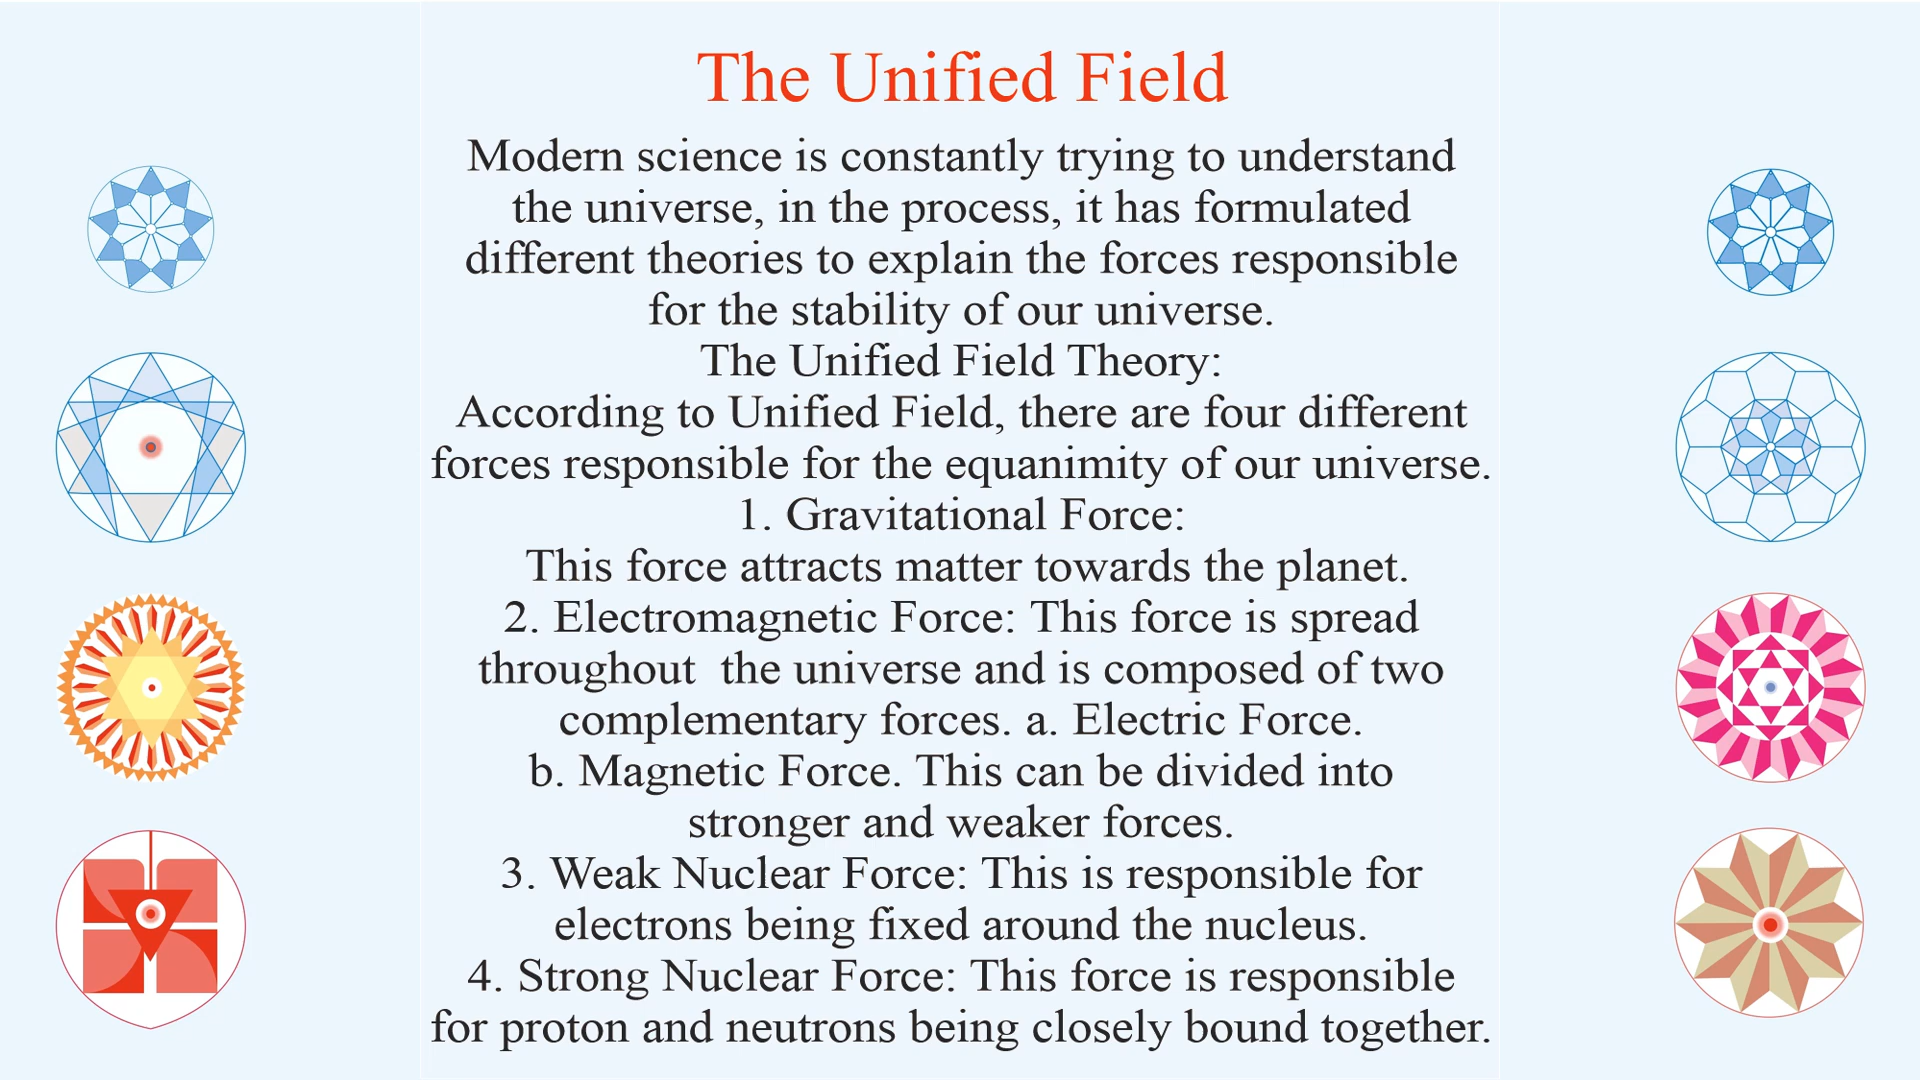 The Unified Field
Modern science is constantly trying to understand
the universe, in the process, it has formulated
different theories to explain the forces responsible
for the stability of our universe.
The Unified Field Theory:
According to Unified Field, there are four different
forces responsible for the equanimity of our universe.
1. Gravitational Force:
This force attracts matter towards the planet.
2. Electromagnetic Force: This force is spread
throughout  the universe and is composed of two
complementary forces. a. Electric Force.
b. Magnetic Force. This can be divided into
stronger and weaker forces.
3. Weak Nuclear Force: This is responsible for
electrons being fixed around the nucleus.
4. Strong Nuclear Force: This force is responsible
for proton and neutrons being closely bound together.